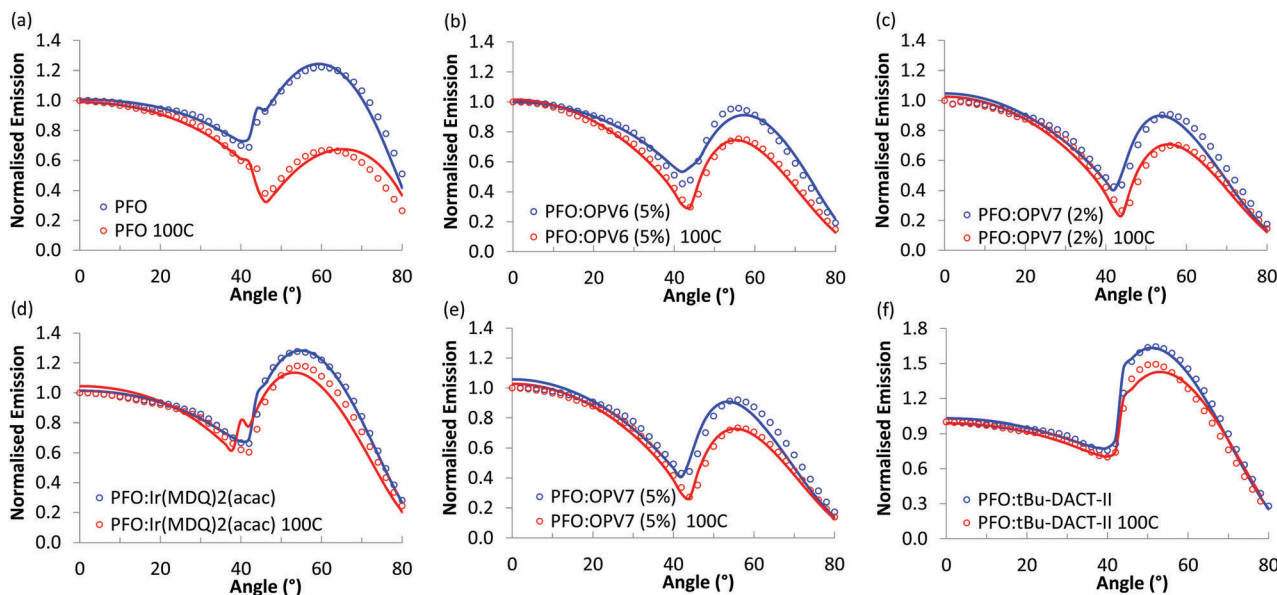 (a)
Normalised Emission
1.4
1.2
1.0
0.8
0.6
0.4
0.2
0.0
PFO
PFO 100C
0 20 40 60 80
Angle (°)
(b)
Normalised Emission
1.4
1.2
1.0
0.8
0.6
0.4
0.2
0.0
PFO:OPV6 (5%)
PFO:OPV6 (5%) 100C
0 20 40 60 80
Angle (°)
(c)
Normalised Emission
1.4
1.2
1.0
0.8
0.6
0.4
0.2
0.0
PFO:OPV7 (2%)
PFO:OPV7 (2%) 100C
0 20 40 60 80
Angle (°)
(d)
Normalised Emission
1.4
1.2
1.0
0.8
0.6
0.4
0.2
0.0
PFO:Ir(MDQ)2(acac)
PFO:Ir(MDQ)2(acac) 100C
0 20 40 60 80
Angle (°)
(e)
Normalised Emission
1.4
1.2
1.0
0.8
0.6
0.4
0.2
0.0
PFO:OPV7 (5%)
PFO:OPV7 (5%) 100C
0 20 40 60 80
Angle (°)
(f)
Normalised Emission
1.8
1.5
1.2
0.9
0.6
0.3
0.0
PFO:tBu-DACT-II
PFO:tBu-DACT-II 100C
0 20 40 60 80
Angle (°)